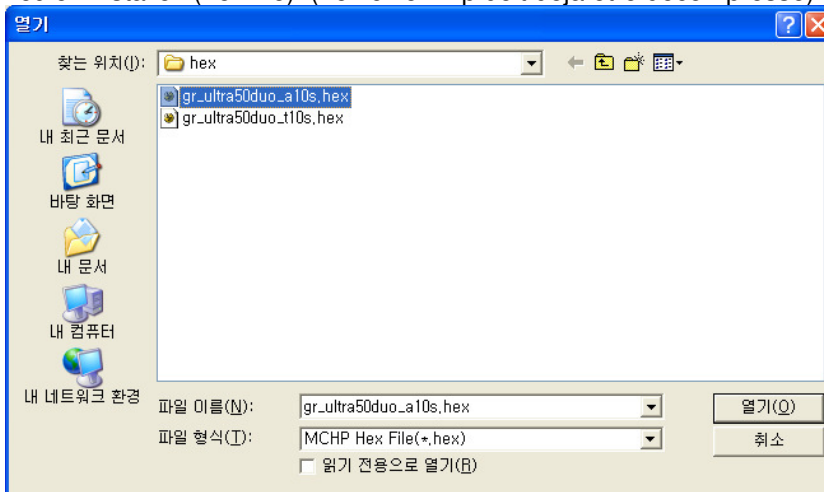 열기
찾는 위치(I):
hex
gr_ultra50duo_a10s.hex
gr_ultra50duo_t10s.hex
내 최근 문서
바탕 화면
내 문서
내 컴퓨터
내 네트워크 환경
파일 이름(N):
gr_ultra50duo_a10s.hex
열기(O)
파일 형식(T):
MCHP Hex File(*.hex)
취소
읽기 전용으로 열기(R)